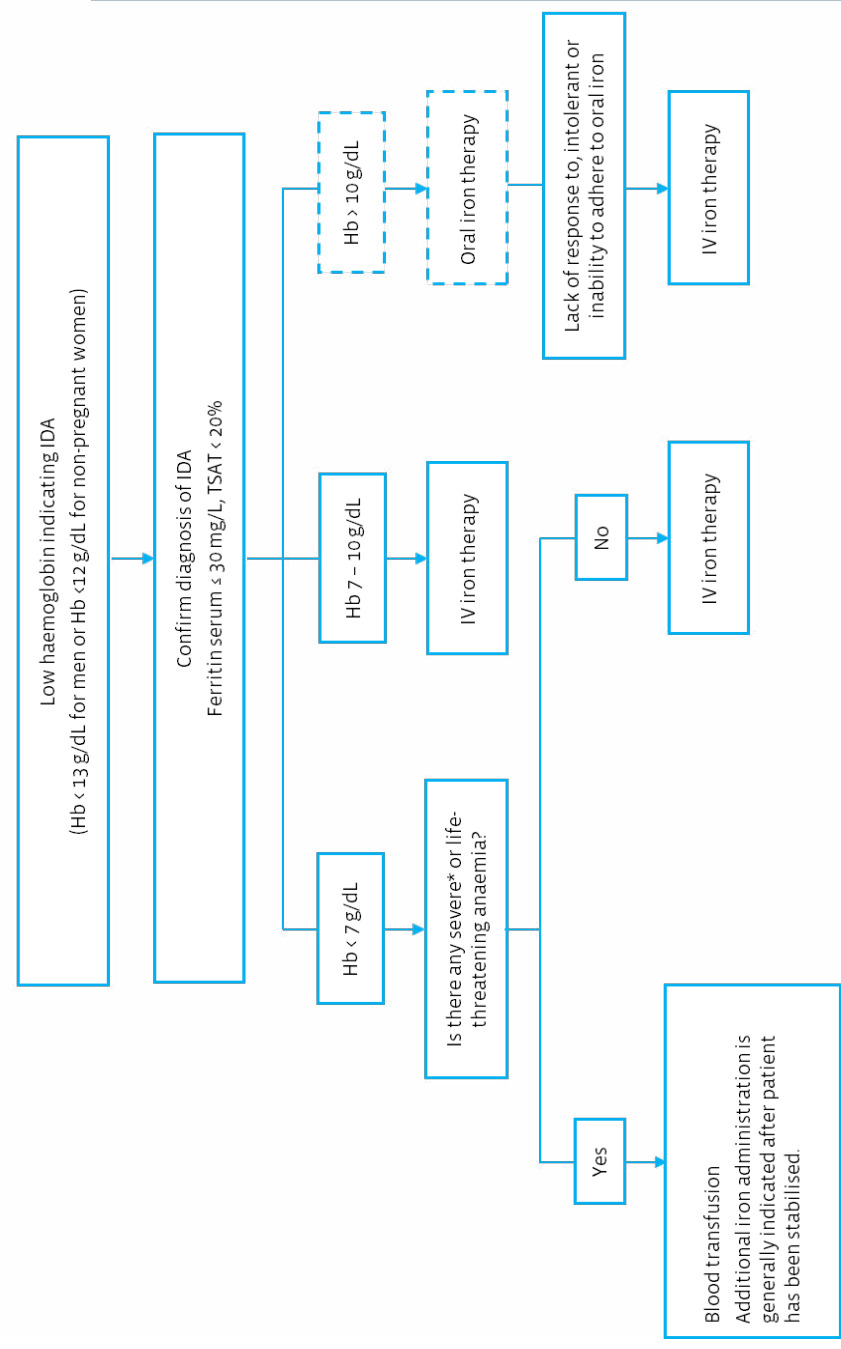 Low haemoglobin indicating IDA
(Hb < 13 g/dL for men or Hb <12 g/dL for non-pregnant women)
Confirm diagnosis of IDA
Ferritin serum ≤ 30 mg/L, TSAT < 20%
Hb < 7 g/dL
Hb 7 – 10 g/dL
Hb > 10 g/dL
Is there any severe* or life-
threatening anaemia?
IV iron therapy
Oral iron therapy
Lack of response to, intolerant or
inability to adhere to oral iron
Yes
No
Blood transfusion
Additional iron administration is
generally indicated after patient
has been stabilised.
IV iron therapy
IV iron therapy